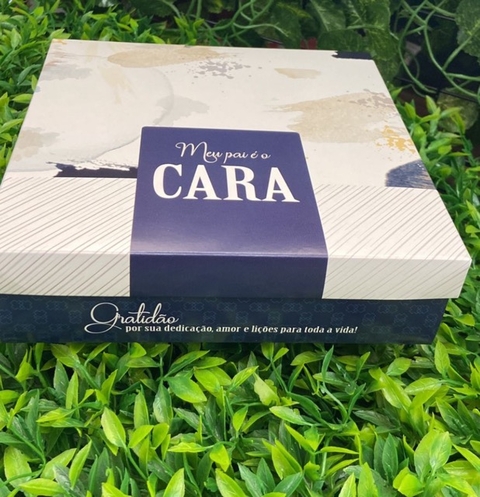 Meu pai é o
CARA
Gratidão
por sua dedicação, amor e lições para toda a vida!